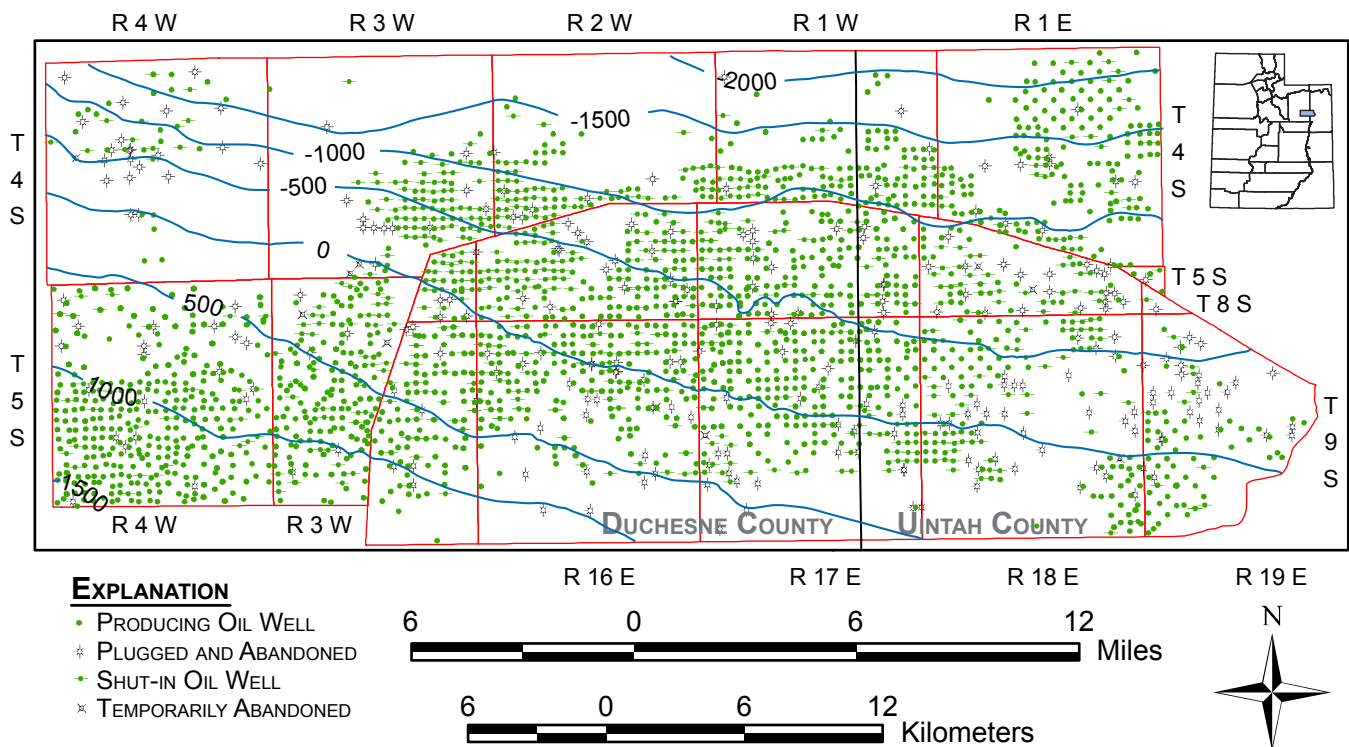 R 4 W R 3 W R 2 W R 1 W R 1 E
2000
-1500
-1000
-500
0
500
1000
1500
T 4 S
T 4 S
T 5 S
T 8 S
T 5 S
T 9 S
R 4 W R 3 W
DUCHESNE COUNTY UINTAH COUNTY
R 16 E R 17 E R 18 E R 19 E
EXPLANATION
PRODUCING OIL WELL
PLUGGED AND ABANDONED
SHUT-IN OIL WELL
TEMPORARILY ABANDONED
6 0 6 12
Miles
6 0 6 12
Kilometers
N